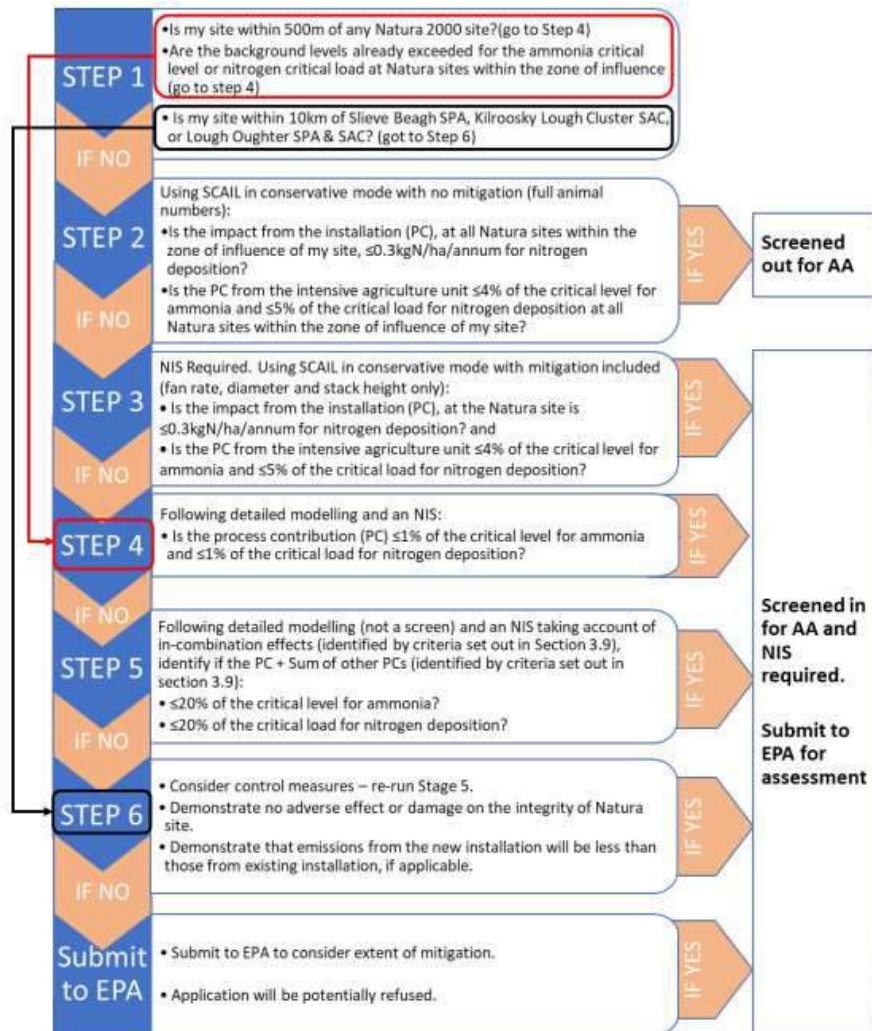 STEP 1
•Is my site within 500m of any Natura 2000 site?(go to Step 4)
•Are the background levels already exceeded for the ammonia critical
level or nitrogen critical load at Natura sites within the zone of influence
(go to step 4)
• Is my site within 10km of Slieve Beagh SPA, Kilroosky Lough Cluster SAC,
or Lough Oughter SPA & SAC? (got to Step 6)
IF NO
STEP 2
Using SCAIL in conservative mode with no mitigation (full animal
numbers):
•Is the impact from the installation (PC), at all Natura sites within the
zone of influence of my site, ≤0.3kgN/ha/annum for nitrogen
deposition?
•Is the PC from the intensive agriculture unit ≤4% of the critical level for
ammonia and ≤5% of the critical load for nitrogen deposition at all
Natura sites within the zone of influence of my site?
IF YES
Screened
out for AA
IF NO
STEP 3
NIS Required. Using SCAIL in conservative mode with mitigation included
(fan rate, diameter and stack height only):
• Is the impact from the installation (PC), at the Natura site is
≤0.3kgN/ha/annum for nitrogen deposition? and
• Is the PC from the intensive agriculture unit ≤4% of the critical level for
ammonia and ≤5% of the critical load for nitrogen deposition?
IF YES
IF NO
STEP 4
Following detailed modelling and an NIS:
• Is the process contribution (PC) ≤1% of the critical level for ammonia
and ≤1% of the critical load for nitrogen deposition?
IF YES
IF NO
STEP 5
Following detailed modelling (not a screen) and an NIS taking account of
in-combination effects (identified by criteria set out in Section 3.9),
identify if the PC + Sum of other PCs (identified by criteria set out in
section 3.9):
• ≤20% of the critical level for ammonia?
• ≤20% of the critical load for nitrogen deposition?
IF YES
Screened in
for AA and
NIS
required.
Submit to
EPA for
assessment
IF NO
STEP 6
• Consider control measures – re-run Stage 5.
• Demonstrate no adverse effect or damage on the integrity of Natura
site.
• Demonstrate that emissions from the new installation will be less than
those from existing installation, if applicable.
IF YES
IF NO
Submit
to EPA
• Submit to EPA to consider extent of mitigation.
• Application will be potentially refused.
IF YES